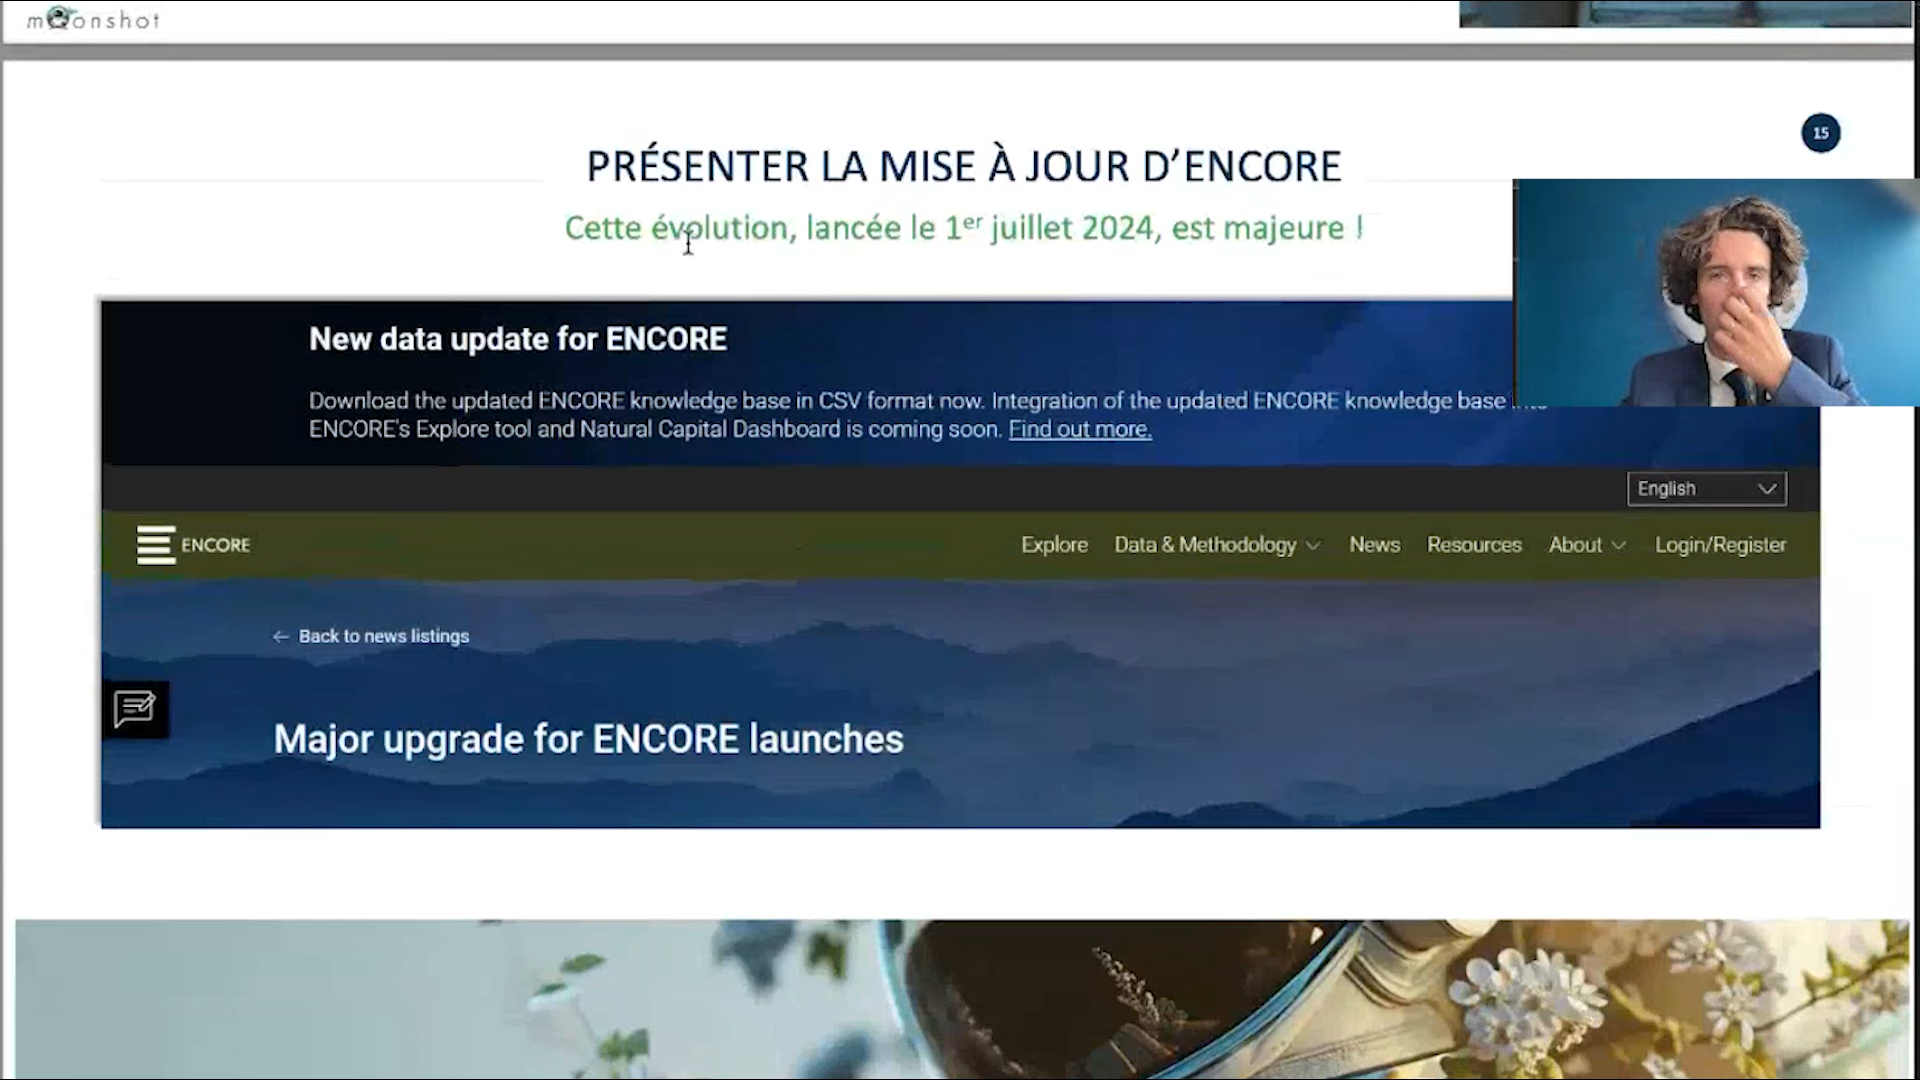 moonshot
15
PRÉSENTER LA MISE À JOUR D’ENCORE
Cette évolution, lancée le 1er juillet 2024, est majeure !
New data update for ENCORE
Download the updated ENCORE knowledge base in CSV format now. Integration of the updated ENCORE knowledge base into
ENCORE's Explore tool and Natural Capital Dashboard is coming soon. Find out more.
English
ENCORE
Explore
Data & Methodology
News
Resources
About
Login/Register
← Back to news listings
Major upgrade for ENCORE launches